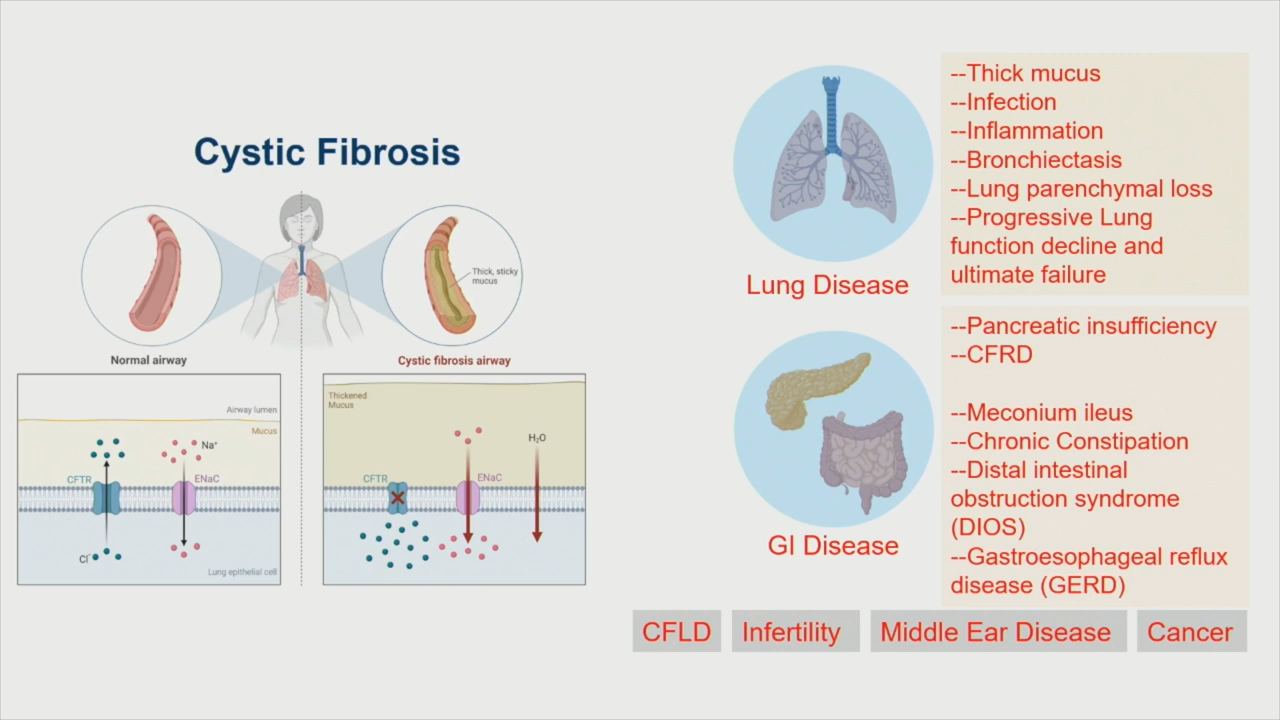 Cystic Fibrosis
Thick, sticky
mucus
Normal airway
Cystic fibrosis airway
Airway lumen
Mucus
Na⁺
CFTR
ENaC
Cl⁻
Lung epithelial cell
Thickened
Mucus
H₂O
CFTR
ENaC
Lung Disease
--Thick mucus
--Infection
--Inflammation
--Bronchiectasis
--Lung parenchymal loss
--Progressive Lung
function decline and
ultimate failure
GI Disease
--Pancreatic insufficiency
--CFRD
--Meconium ileus
--Chronic Constipation
--Distal intestinal
obstruction syndrome
(DIOS)
--Gastroesophageal reflux
disease (GERD)
CFLD
Infertility
Middle Ear Disease
Cancer